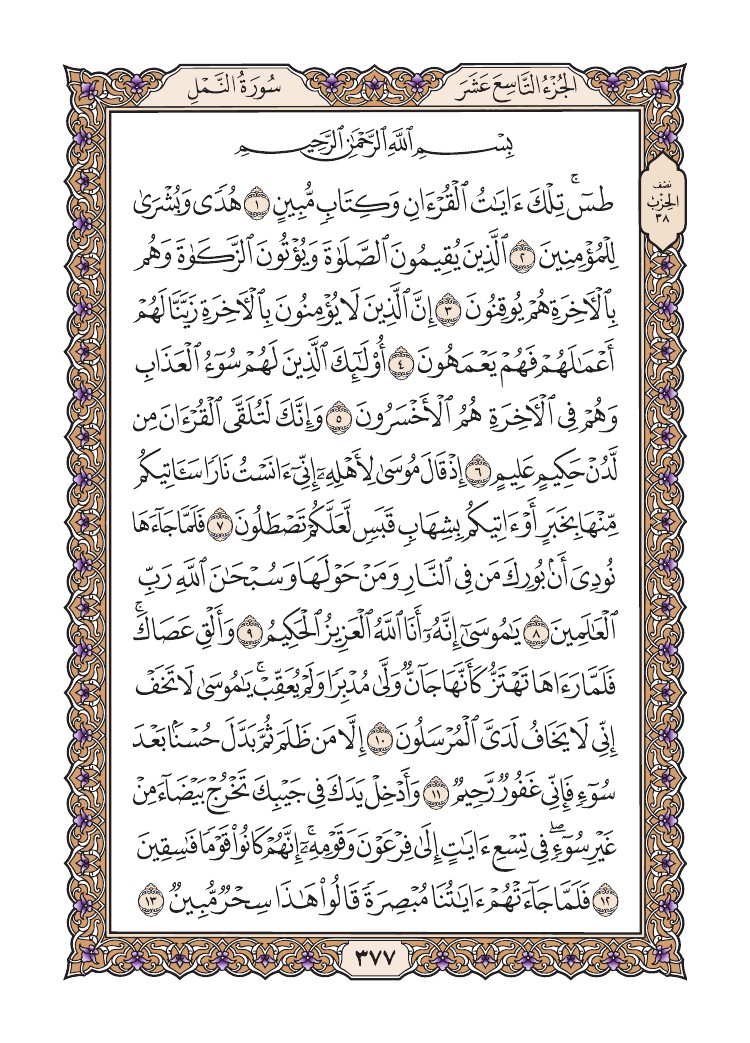 الجُزْءُ التَّاسِعَ عَشَرَ
سُورَةُ النَّمْلِ
بِسْمِ ٱللَّهِ ٱلرَّحْمَٰنِ ٱلرَّحِيمِ
طسٓۚ تِلْكَ ءَايَٰتُ ٱلْقُرْءَانِ وَكِتَابٍ مُّبِينٍ ١ هُدًى وَبُشْرَىٰ
لِلْمُؤْمِنِينَ ٢ ٱلَّذِينَ يُقِيمُونَ ٱلصَّلَوٰةَ وَيُؤْتُونَ ٱلزَّكَوٰةَ وَهُم
بِٱلْأَخِرَةِ هُمْ يُوقِنُونَ ٣ إِنَّ ٱلَّذِينَ لَا يُؤْمِنُونَ بِٱلْأَخِرَةِ زَيَّنَّا لَهُمْ
أَعْمَٰلَهُمْ فَهُمْ يَعْمَهُونَ ٤ أُوْلَٰٓئِكَ ٱلَّذِينَ لَهُمْ سُوٓءُ ٱلْعَذَابِ
وَهُمْ فِى ٱلْأَخِرَةِ هُمُ ٱلْأَخْسَرُونَ ٥ وَإِنَّكَ لَتُلَقَّى ٱلْقُرْءَانَ مِن
لَّدُنْ حَكِيمٍ عَلِيمٍ ٦ إِذْ قَالَ مُوسَىٰ لِأَهْلِهِۦٓ إِنِّىٓ ءَانَسْتُ نَارًا سَـَٔاتِيكُم
مِّنْهَا بِخَبَرٍ أَوْ ءَاتِيكُم بِشِهَابٍ قَبَسٍ لَّعَلَّكُمْ تَصْطَلُونَ ٧ فَلَمَّا جَآءَهَا
نُودِىَ أَنۢ بُورِكَ مَن فِى ٱلنَّارِ وَمَنْ حَوْلَهَا وَسُبْحَٰنَ ٱللَّهِ رَبِّ
ٱلْعَٰلَمِينَ ٨ يَٰمُوسَىٰٓ إِنَّهُۥٓ أَنَا ٱللَّهُ ٱلْعَزِيزُ ٱلْحَكِيمُ ٩ وَأَلْقِ عَصَاكَۚ
فَلَمَّا رَءَاهَا تَهْتَزُّ كَأَنَّهَا جَآنٌّ وَلَّىٰ مُدْبِرًا وَلَمْ يُعَقِّبْۚ يَٰمُوسَىٰ لَا تَخَفْ
إِنِّى لَا يَخَافُ لَدَىَّ ٱلْمُرْسَلُونَ ١٠ إِلَّا مَن ظَلَمَ ثُمَّ بَدَّلَ حُسْنًۢا بَعْدَ
سُوٓءٍ فَإِنِّى غَفُورٌ رَّحِيمٌ ١١ وَأَدْخِلْ يَدَكَ فِى جَيْبِكَ تَخْرُجْ بَيْضَآءَ مِنْ
غَيْرِ سُوٓءٍۖ فِى تِسْعِ ءَايَٰتٍ إِلَىٰ فِرْعَوْنَ وَقَوْمِهِۦٓۚ إِنَّهُمْ كَانُوا۟ قَوْمًا فَٰسِقِينَ
١٢ فَلَمَّا جَآءَتْهُمْ ءَايَٰتُنَا مُبْصِرَةً قَالُوا۟ هَٰذَا سِحْرٌ مُّبِينٌ ١٣
نصف
الحزب
٣٨
٣٧٧